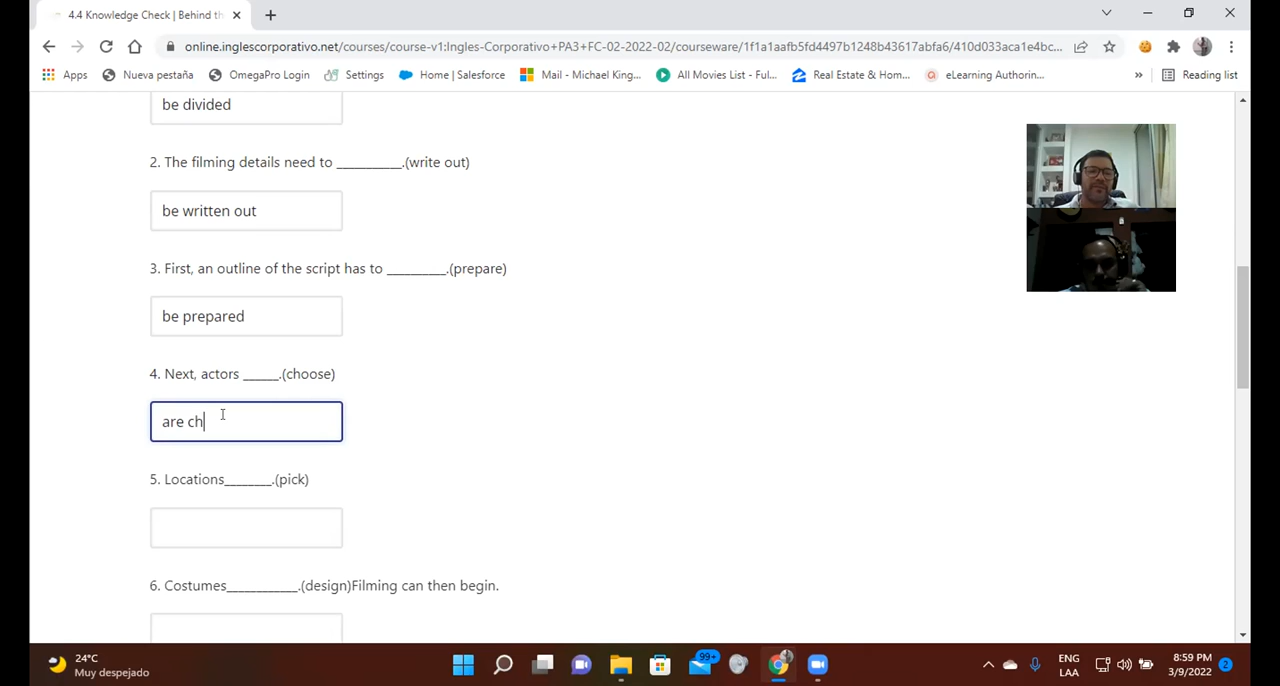 4.4 Knowledge Check | Behind th
online.inglescorporativo.net/courses/course-v1:Ingles-Corporativo+PA3+FC-02-2022-02/courseware/1f1a1aafb5fd4497b1248b43617abfa6/410d033aca1e4bc...
Apps Nueva pestaña OmegaPro Login Settings Home | Salesforce Mail - Michael King... All Movies List - Ful... Real Estate & Hom... eLearning Authorin... » Reading list
be divided
2. The filming details need to ___________.(write out)
be written out
3. First, an outline of the script has to __________.(prepare)
be prepared
4. Next, actors ______.(choose)
are ch
5. Locations________.(pick)
6. Costumes____________.(design)Filming can then begin.
24°C
Muy despejado
99+
ENG
LAA
8:59 PM
3/9/2022
2